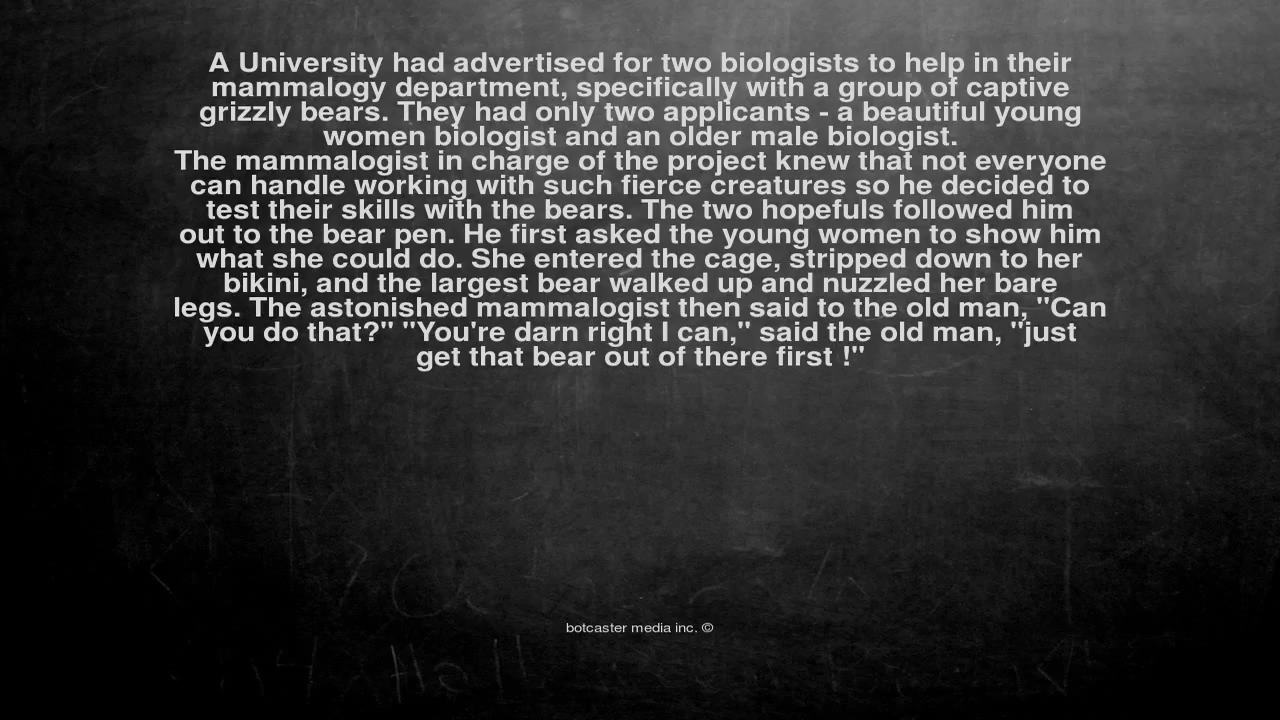 A University had advertised for two biologists to help in their
mammalogy department, specifically with a group of captive
grizzly bears. They had only two applicants - a beautiful young
women biologist and an older male biologist.
The mammalogist in charge of the project knew that not everyone
can handle working with such fierce creatures so he decided to
test their skills with the bears. The two hopefuls followed him
out to the bear pen. He first asked the young women to show him
what she could do. She entered the cage, stripped down to her
bikini, and the largest bear walked up and nuzzled her bare
legs. The astonished mammalogist then said to the old man, "Can
you do that?" "You're darn right I can," said the old man, "just
get that bear out of there first !"
botcaster media inc. ©